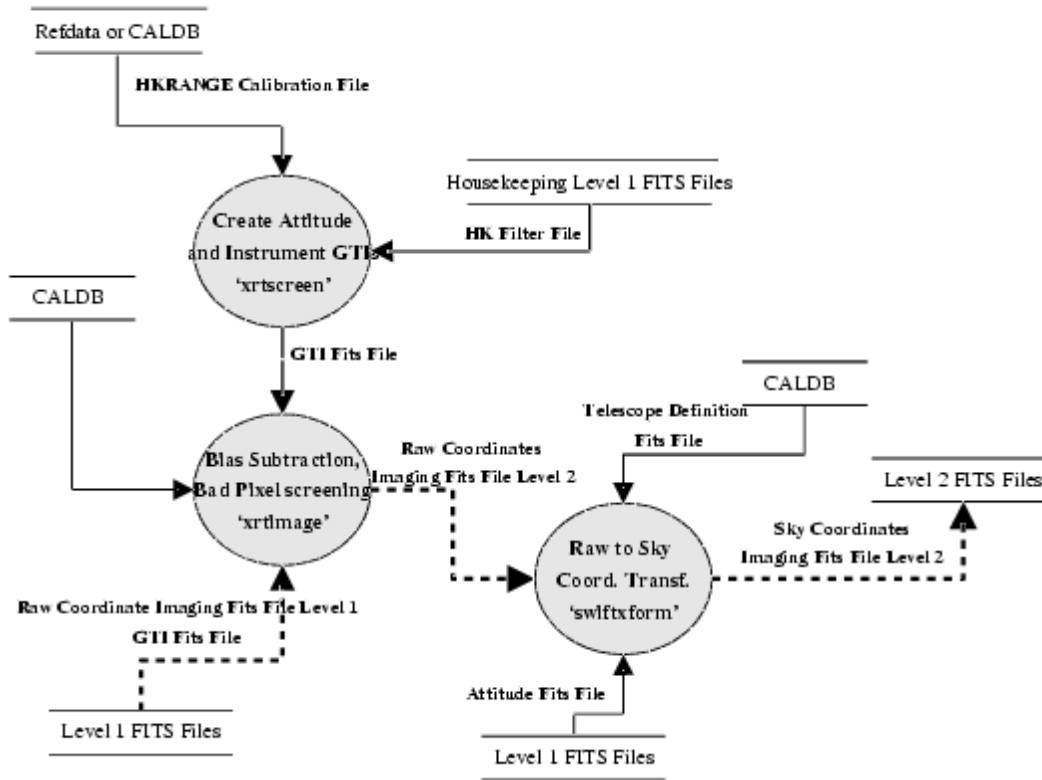 Refdata or CALDB
HKRANGE Calibration File
Housekeeping Level 1 FITS Files
HK Filter File
Create Attitude
and Instrument GTIs
‘xrtscreen’
CALDB
GTI Fits File
CALDB
Telescope Definition
Fits File
Bias Subtraction,
Bad Pixel screening
‘xrtimage’
Raw Coordinates
Imaging Fits File Level 2
Level 2 FITS Files
Sky Coordinates
Imaging Fits File Level 2
Raw to Sky
Coord. Transf.
‘swiftxform’
Raw Coordinate Imaging Fits File Level 1
GTI Fits File
Attitude Fits File
Level 1 FITS Files
Level 1 FITS Files